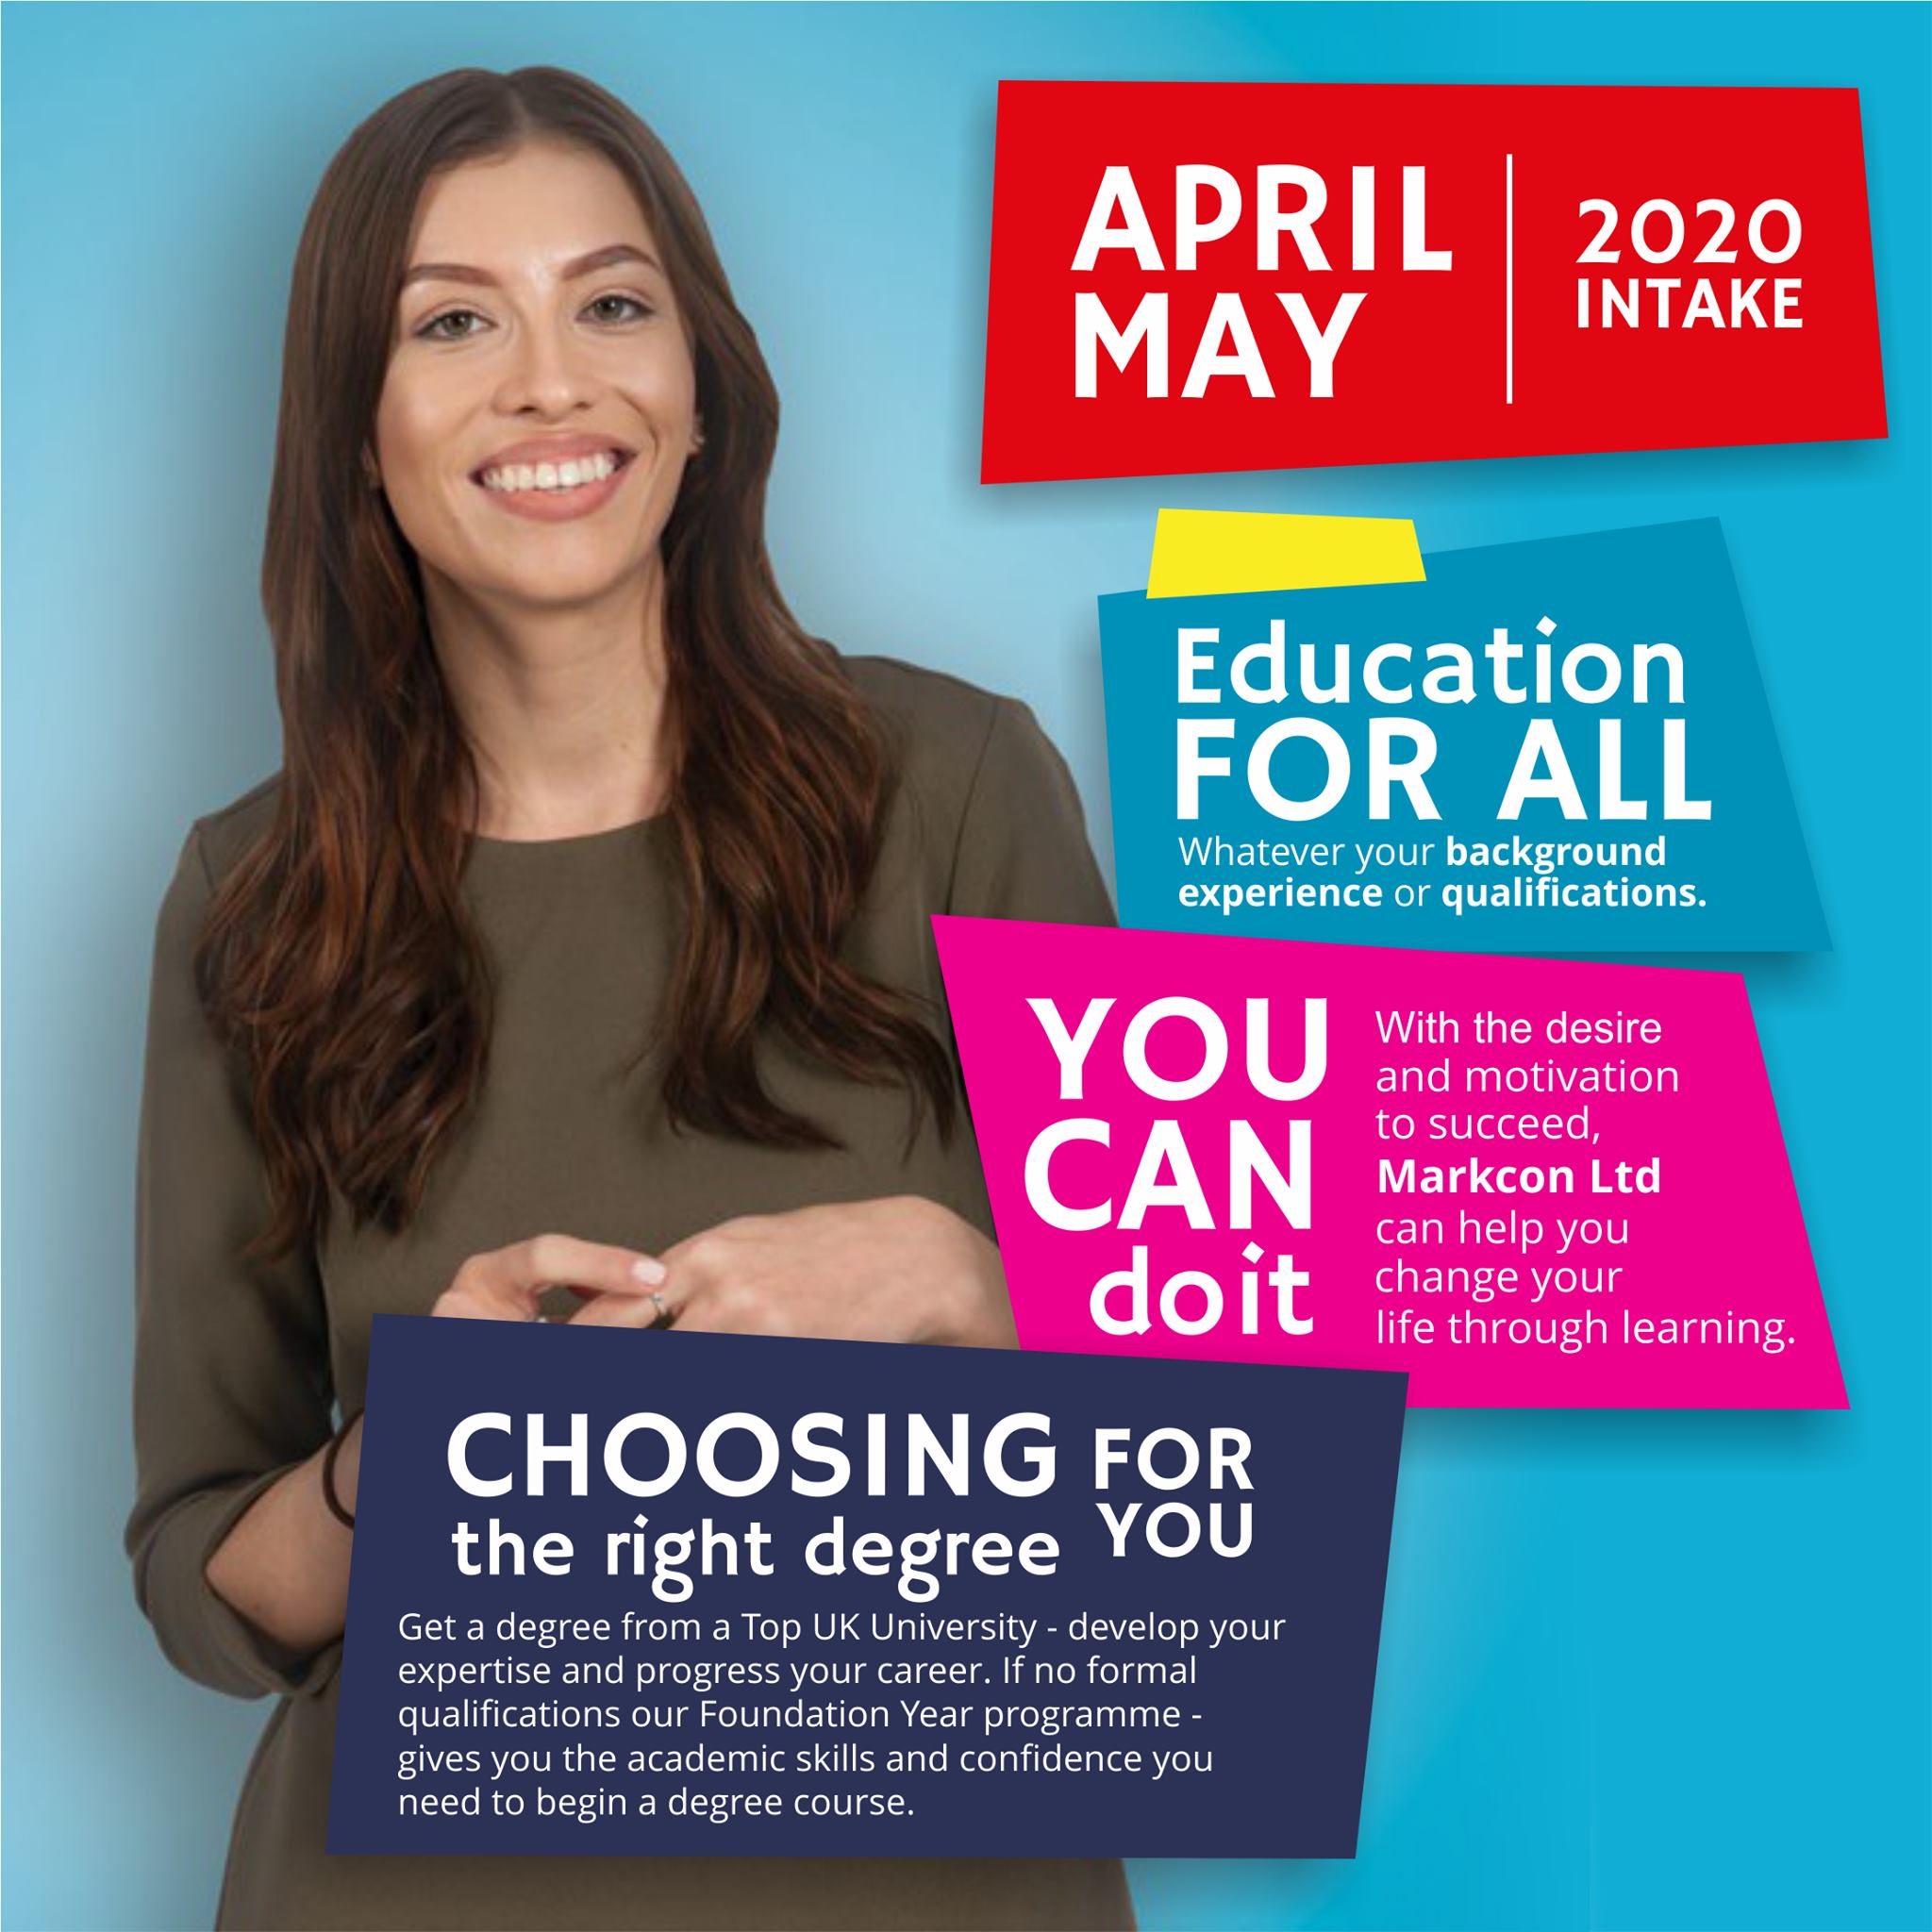 APRIL
MAY
2020
INTAKE
Education
FOR ALL
Whatever your background
experience or qualifications.
YOU
CAN
do it
With the desire
and motivation
to succeed,
Markcon Ltd
can help you
change your
life through learning.
CHOOSING
the right degree
FOR
YOU
Get a degree from a Top UK University - develop your
expertise and progress your career. If no formal
qualifications our Foundation Year programme -
gives you the academic skills and confidence you
need to begin a degree course.